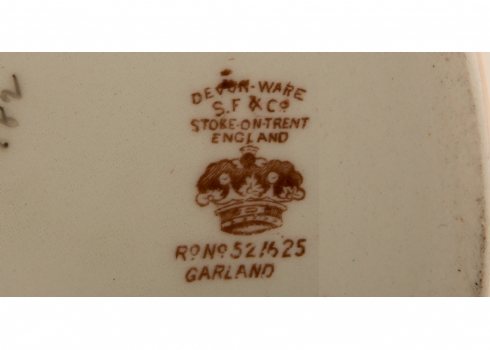 DEVON-WARE
S.F & Co
STOKE-ON-TRENT
ENGLAND
Rd No 521625
GARLAND